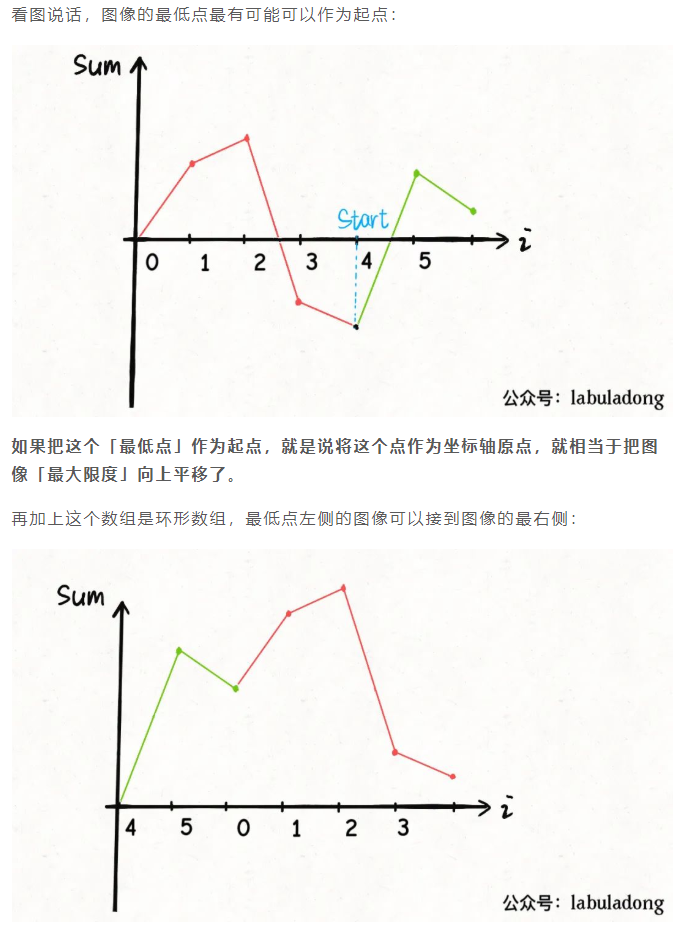 看图说话，图像的最低点最有可能可以作为起点：
Sum
Start
i
0 1 2 3 4 5
公众号：labuladong
如果把这个「最低点」作为起点，就是说将这个点作为坐标轴原点，就相当于把图
像「最大限度」向上平移了。
再加上这个数组是环形数组，最低点左侧的图像可以接到图像的最右侧：
Sum
i
4 5 0 1 2 3
公众号：labuladong